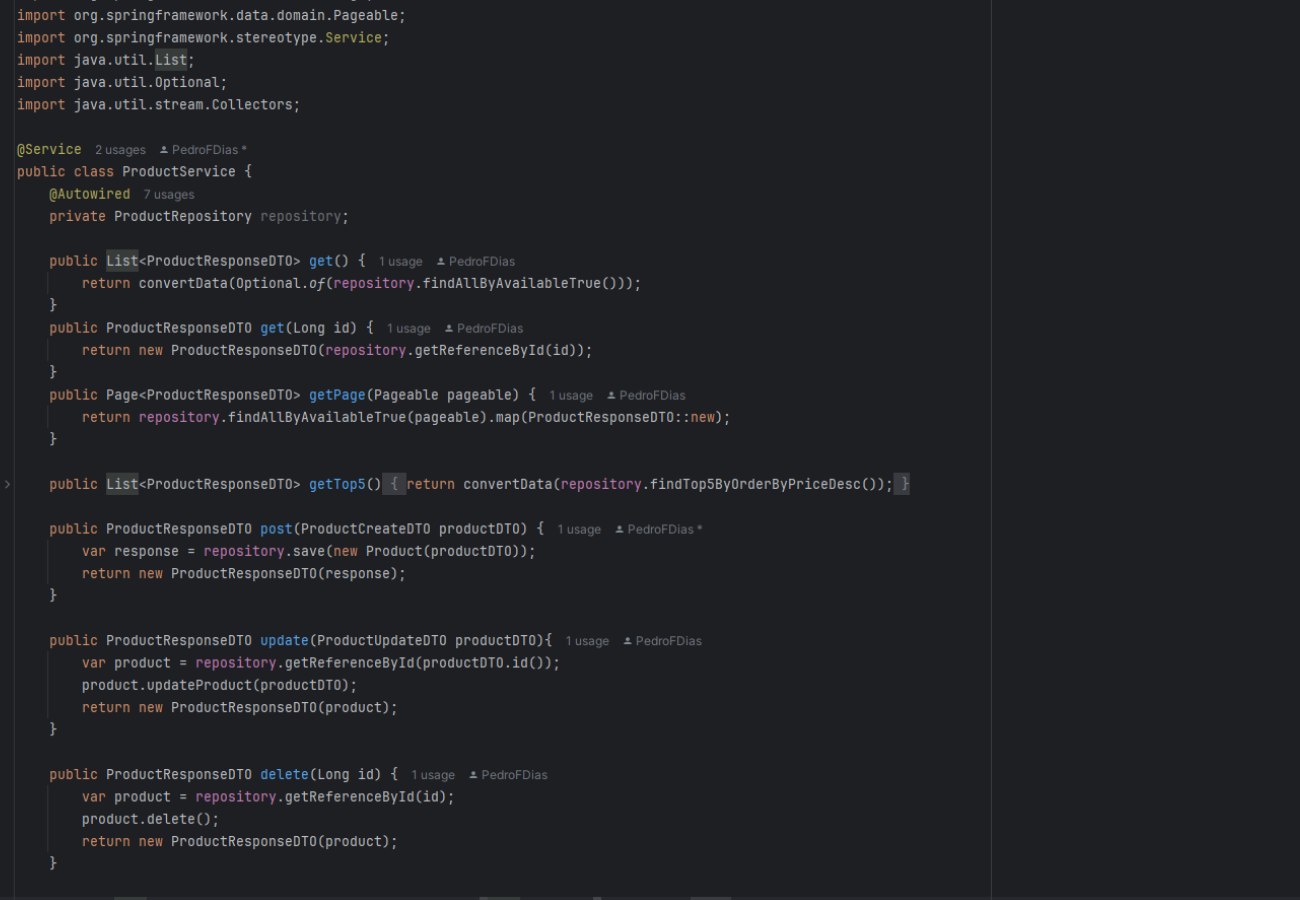 import org.springframework.data.domain.Pageable;
import org.springframework.stereotype.Service;
import java.util.List;
import java.util.Optional;
import java.util.stream.Collectors;
@Service 2 usages PedroFDias *
public class ProductService {
@Autowired 7 usages
private ProductRepository repository;
public List<ProductResponseDTO> get() { 1 usage PedroFDias
return convertData(Optional.of(repository.findAllByAvailableTrue()));
}
public ProductResponseDTO get(Long id) { 1 usage PedroFDias
return new ProductResponseDTO(repository.getReferenceById(id));
}
public Page<ProductResponseDTO> getPage(Pageable pageable) { 1 usage PedroFDias
return repository.findAllByAvailableTrue(pageable).map(ProductResponseDTO::new);
}
public List<ProductResponseDTO> getTop5() { return convertData(repository.findTop5ByOrderByPriceDesc()); }
public ProductResponseDTO post(ProductCreateDTO productDTO) { 1 usage PedroFDias *
var response = repository.save(new Product(productDTO));
return new ProductResponseDTO(response);
}
public ProductResponseDTO update(ProductUpdateDTO productDTO){ 1 usage PedroFDias
var product = repository.getReferenceById(productDTO.id());
product.updateProduct(productDTO);
return new ProductResponseDTO(product);
}
public ProductResponseDTO delete(Long id) { 1 usage PedroFDias
var product = repository.getReferenceById(id);
product.delete();
return new ProductResponseDTO(product);
}